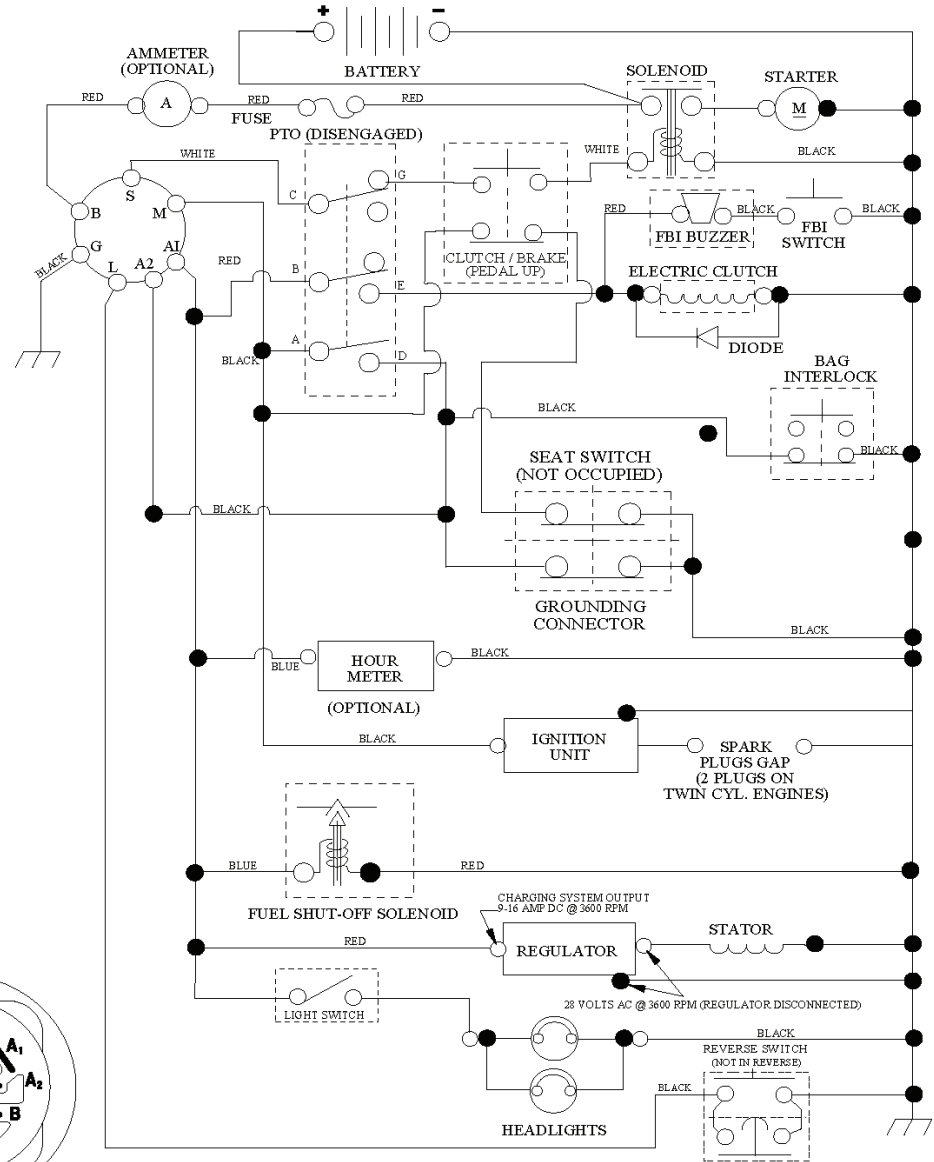 +
−
BATTERY
AMMETER
(OPTIONAL)
A
RED
RED
FUSE
RED
SOLENOID
STARTER
M
PTO (DISENGAGED)
WHITE
WHITE
BLACK
S
B
M
G
L
A2
A1
BLACK
C
G
RED
B
E
A
BLACK
D
CLUTCH / BRAKE
(PEDAL UP)
RED
FBI BUZZER
BLACK
FBI
SWITCH
BLACK
ELECTRIC CLUTCH
DIODE
BAG
INTERLOCK
BLACK
BLACK
SEAT SWITCH
(NOT OCCUPIED)
BLACK
GROUNDING
CONNECTOR
BLACK
BLUE
HOUR
METER
BLACK
(OPTIONAL)
BLACK
IGNITION
UNIT
SPARK
PLUGS GAP
(2 PLUGS ON
TWIN CYL. ENGINES)
BLUE
RED
FUEL SHUT-OFF SOLENOID
CHARGING SYSTEM OUTPUT
9-16 AMP DC @ 3600 RPM
RED
REGULATOR
STATOR
28 VOLTS AC @ 3600 RPM (REGULATOR DISCONNECTED)
LIGHT SWITCH
BLACK
HEADLIGHTS
REVERSE SWITCH
(NOT IN REVERSE)
BLACK
A1
A2
B